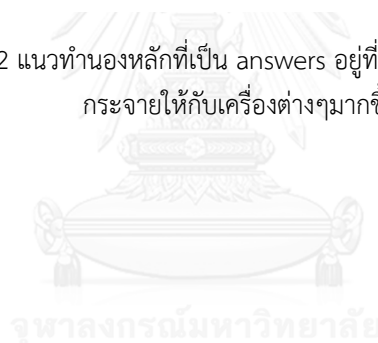 2 แนวทำนองหลักที่เป็น answers อยู่ที่
กระจายให้กับเครื่องต่างๆมากขึ
จุฬาลงกรณ์มหาวิทยาลัย